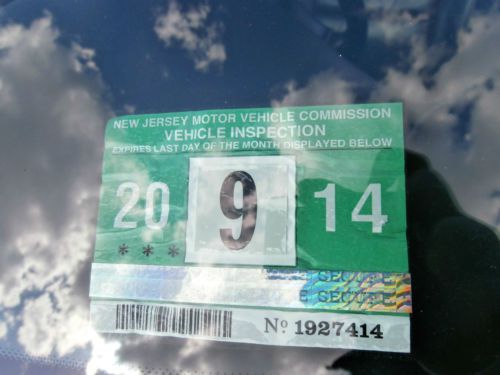 NEW JERSEY MOTOR VEHICLE COMMISSION
VEHICLE INSPECTION
EXPIRES LAST DAY OF THE MONTH DISPLAYED BELOW
20 9 14
***
SECURE
E SECURE
Nº 1927414